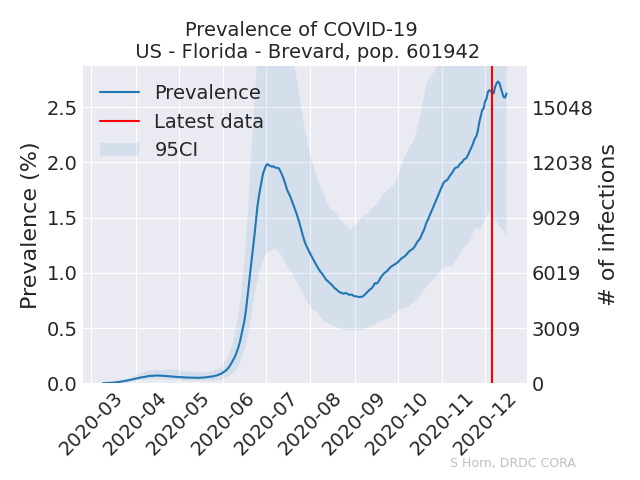 Prevalence of COVID-19
US - Florida - Brevard, pop. 601942
Prevalence
Latest data
95CI
Prevalence (%)
2.5
2.0
1.5
1.0
0.5
0.0
15048
12038
9029
6019
3009
0
# of infections
2020-03
2020-04
2020-05
2020-06
2020-07
2020-08
2020-09
2020-10
2020-11
2020-12
S Horn, DRDC CORA